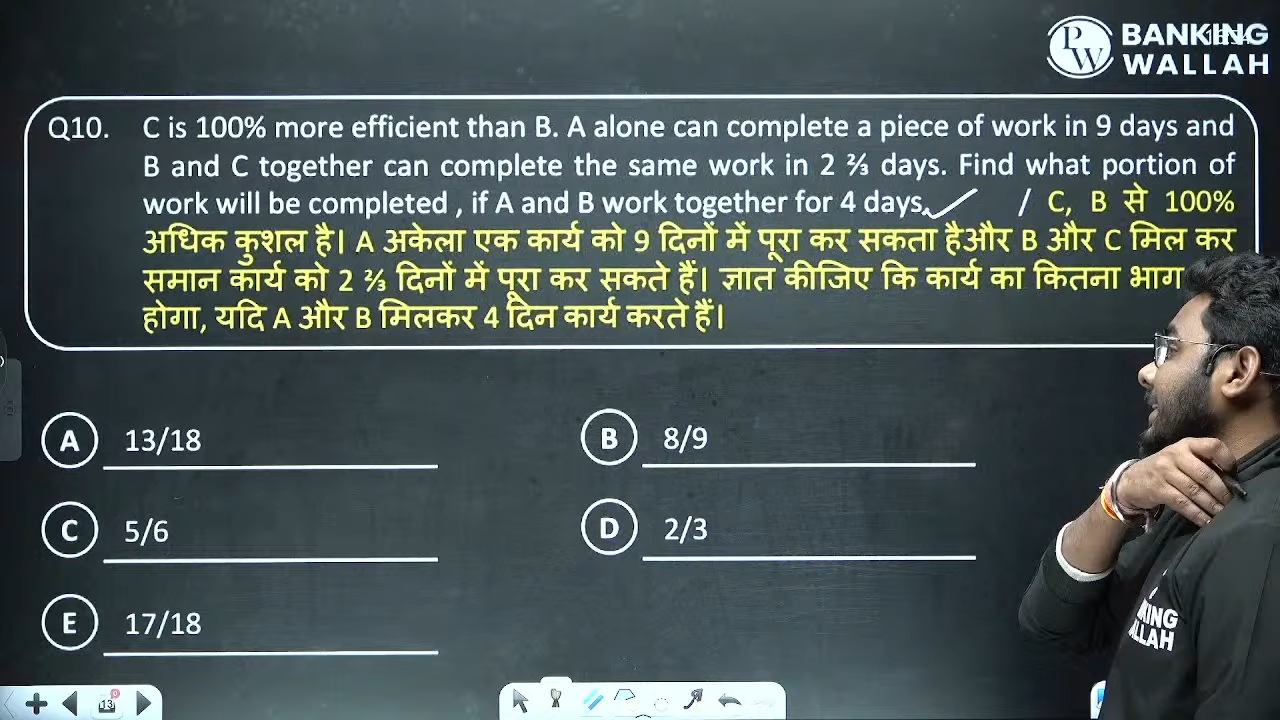 BANKING
WALLAH
Q10. C is 100% more efficient than B. A alone can complete a piece of work in 9 days and
B and C together can complete the same work in 2 ⅔ days. Find what portion of
work will be completed , if A and B work together for 4 days. / C, B से 100%
अधिक कुशल है। A अकेला एक कार्य को 9 दिनों में पूरा कर सकता हैऔर B और C मिल कर
समान कार्य को 2 ⅔ दिनों में पूरा कर सकते हैं। ज्ञात कीजिए कि कार्य का कितना भाग
होगा, यदि A और B मिलकर 4 दिन कार्य करते हैं।
A 13/18
B 8/9
C 5/6
D 2/3
E 17/18
13